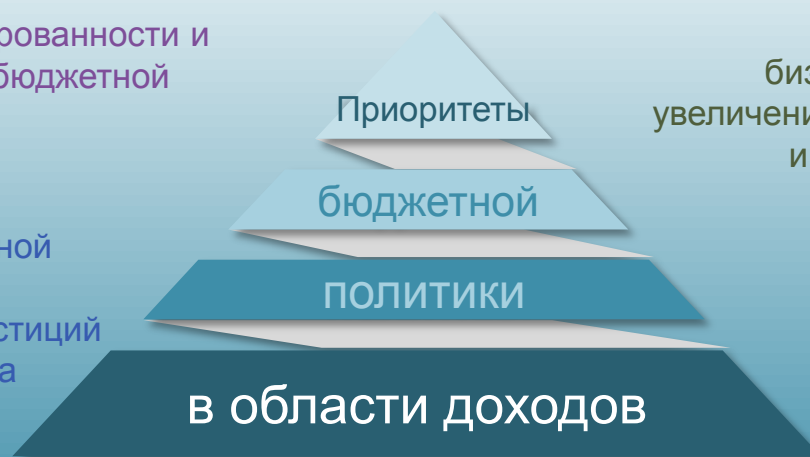 рованности и
бюджетной
биз
увеличени
и
Приоритеты
бюджетной
ной
политики
стиций
а
в области доходов